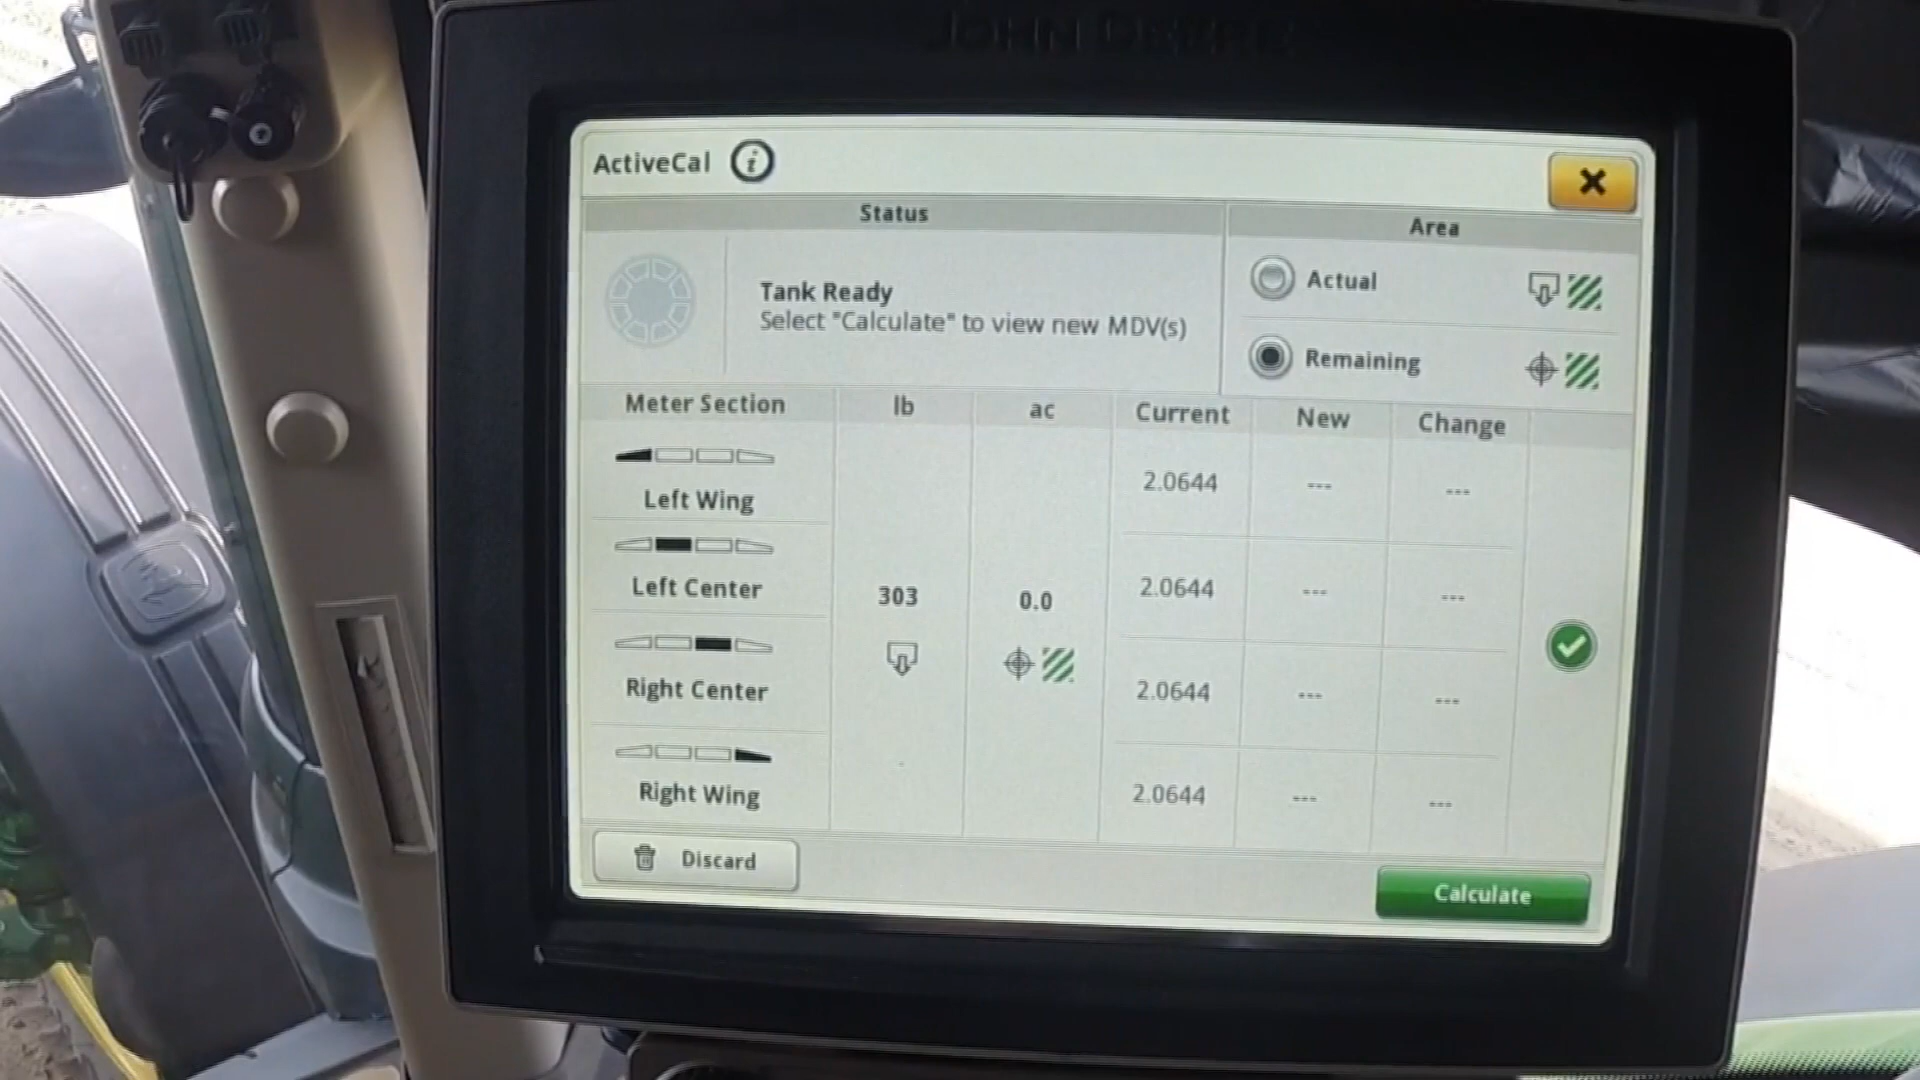 JOHN DEERE
ActiveCal
Status
Area
Tank Ready
Select "Calculate" to view new MDV(s)
Actual
Remaining
Meter Section lb ac Current New Change
Left Wing 2.0644 --- ---
Left Center 303 0.0 2.0644 --- ---
Right Center 2.0644 --- ---
Right Wing 2.0644 --- ---
Discard
Calculate